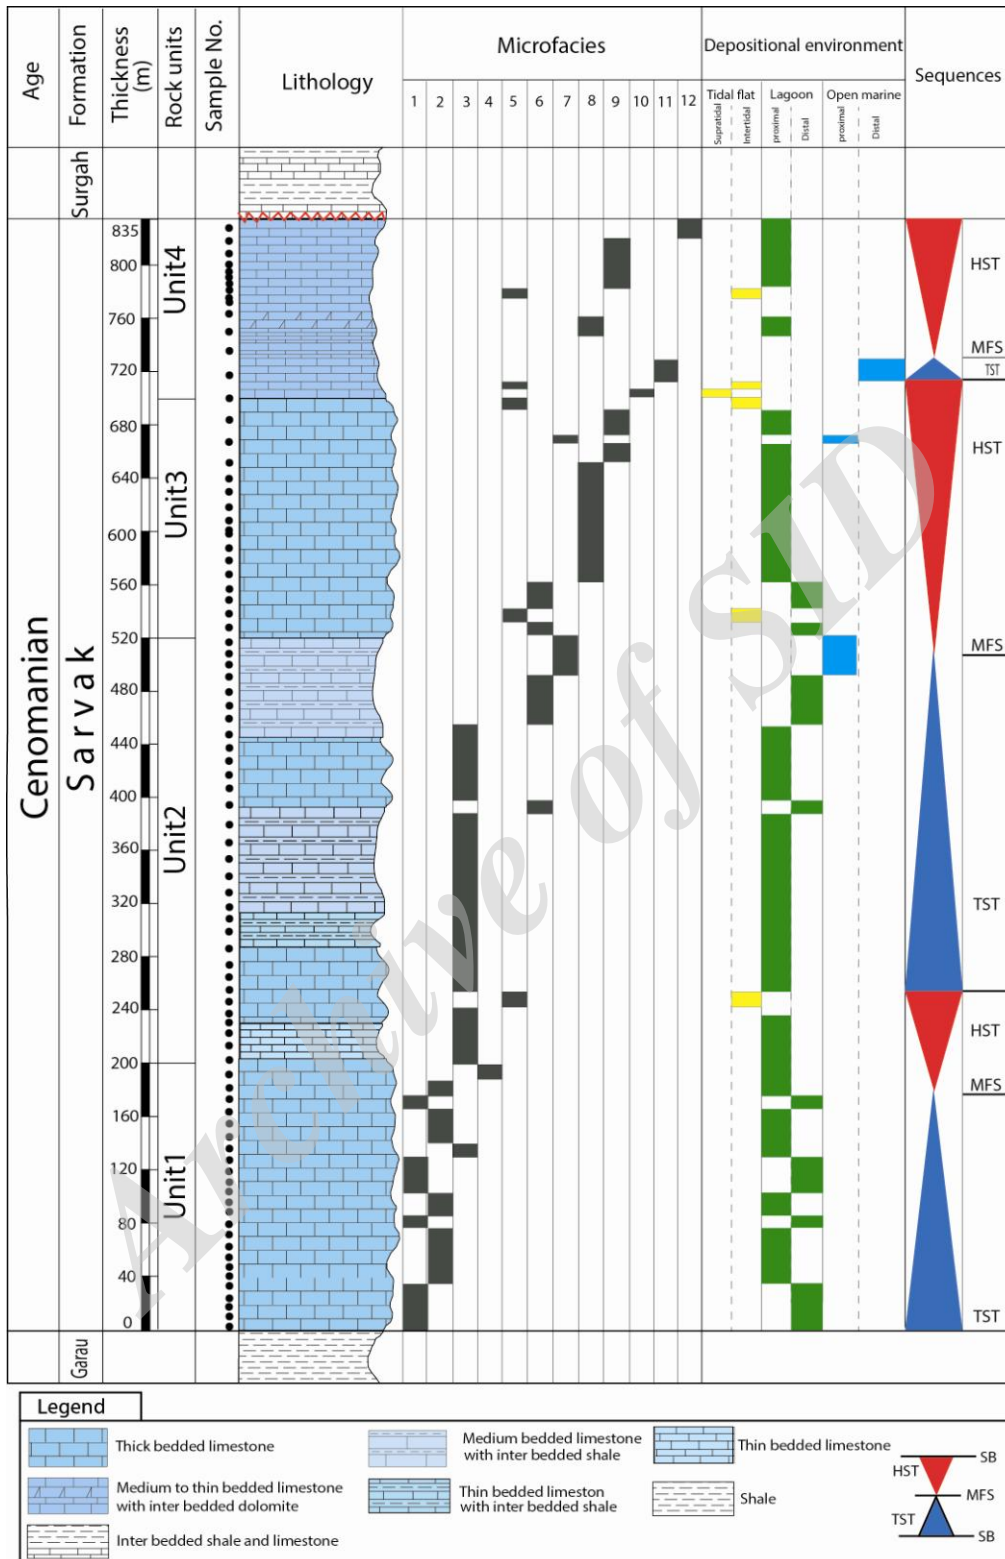 Age
Formation
Thickness
(m)
Rock units
Sample No.
Lithology
Microfacies
1 2 3 4 5 6 7 8 9 10 11 12
Depositional environment
Tidal flat Lagoon Open marine
Supratidal Intertidal proximal Distal proximal Distal
Sequences
Surgah
Cenomanian
Sarvak
Garau
835
800
760
720
680
640
600
560
520
480
440
400
360
320
280
240
200
160
120
80
40
0
Unit4
Unit3
Unit2
Unit1
HST
MFS
TST
HST
MFS
TST
HST
MFS
TST
Archive of SID
Legend
Thick bedded limestone
Medium to thin bedded limestone
with inter bedded dolomite
Inter bedded shale and limestone
Medium bedded limestone
with inter bedded shale
Thin bedded limeston
with inter bedded shale
Thin bedded limestone
Shale
SB
HST
MFS
TST
SB